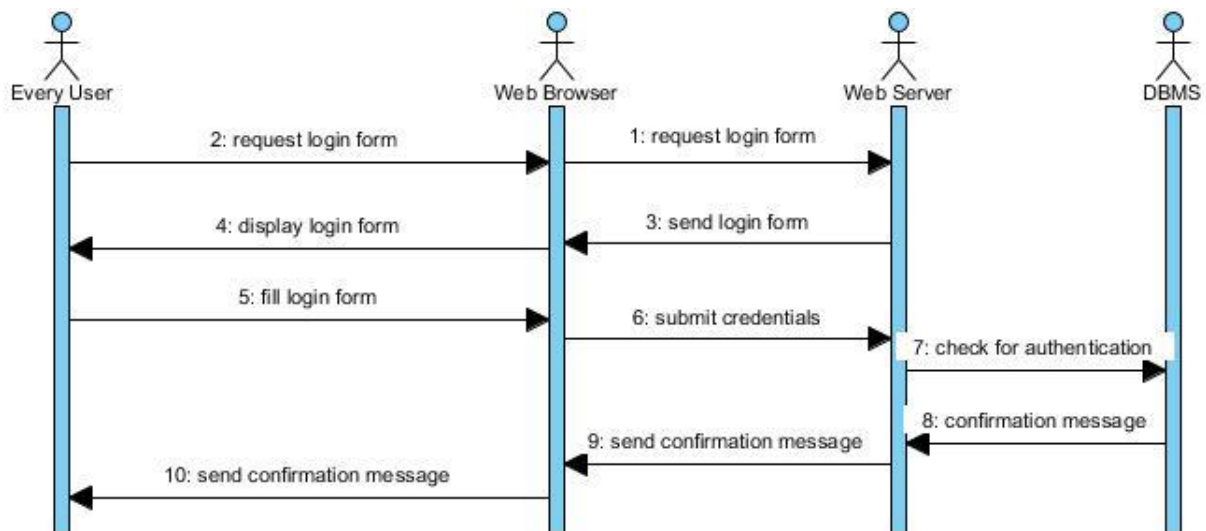 Every User
Web Browser
Web Server
DBMS
2: request login form
1: request login form
4: display login form
3: send login form
5: fill login form
6: submit credentials
7: check for authentication
8: confirmation message
9: send confirmation message
10: send confirmation message